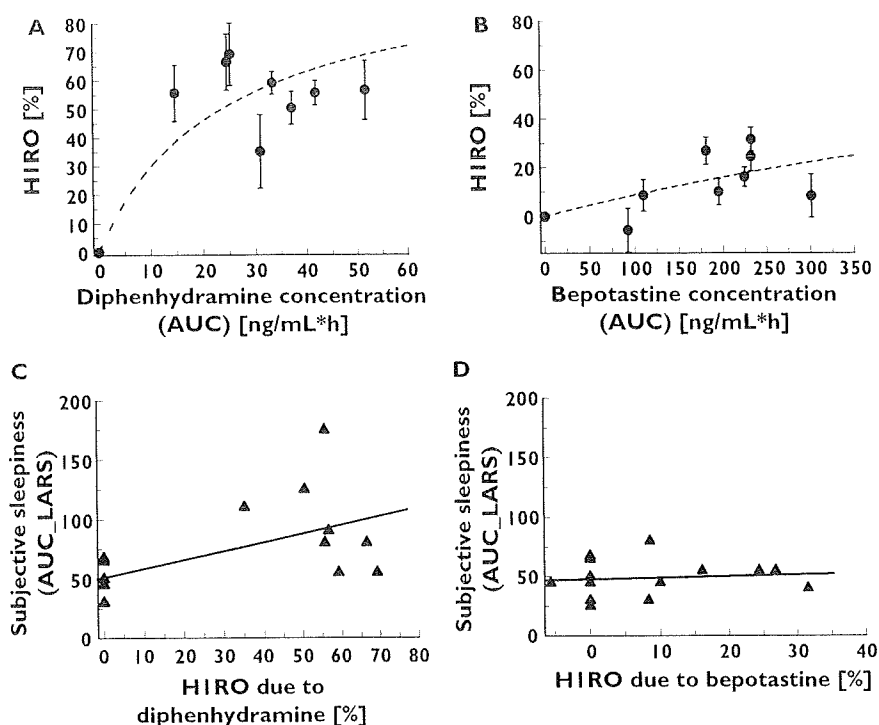 A
80
70
60
50
40
30
20
10
0
H1RO [%]
0 10 20 30 40 50 60
Diphenhydramine concentration
(AUC) [ng/mL*h]
B
80
60
40
20
0
H1RO [%]
0 50 100 150 200 250 300 350
Bepotastine concentration
(AUC) [ng/mL*h]
C
200
150
100
50
0
Subjective sleepiness
(AUC_LARS)
0 10 20 30 40 50 60 70 80
H1RO due to
diphenhydramine [%]
D
200
150
100
50
0
Subjective sleepiness
(AUC_LARS)
0 10 20 30 40
H1RO due to bepotastine [%]